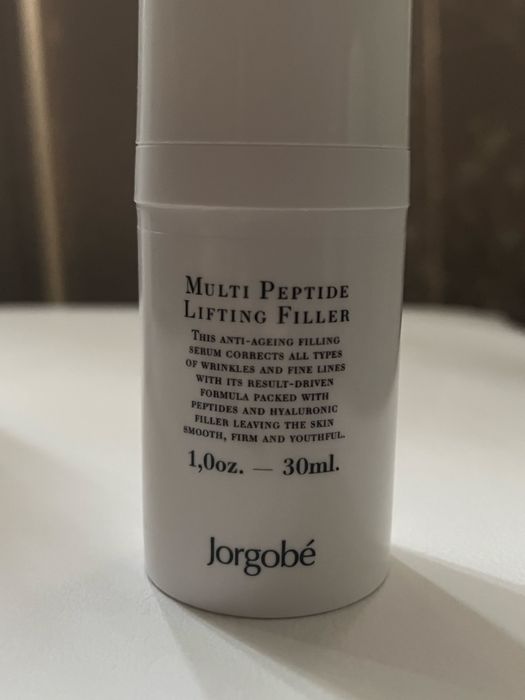 Multi Peptide
Lifting Filler
This anti-ageing filling
serum corrects all types
of wrinkles and fine lines
with its result-driven
formula packed with
peptides and hyaluronic
filler leaving the skin
smooth, firm and youthful.
1,0oz. — 30ml.
Jorgobé